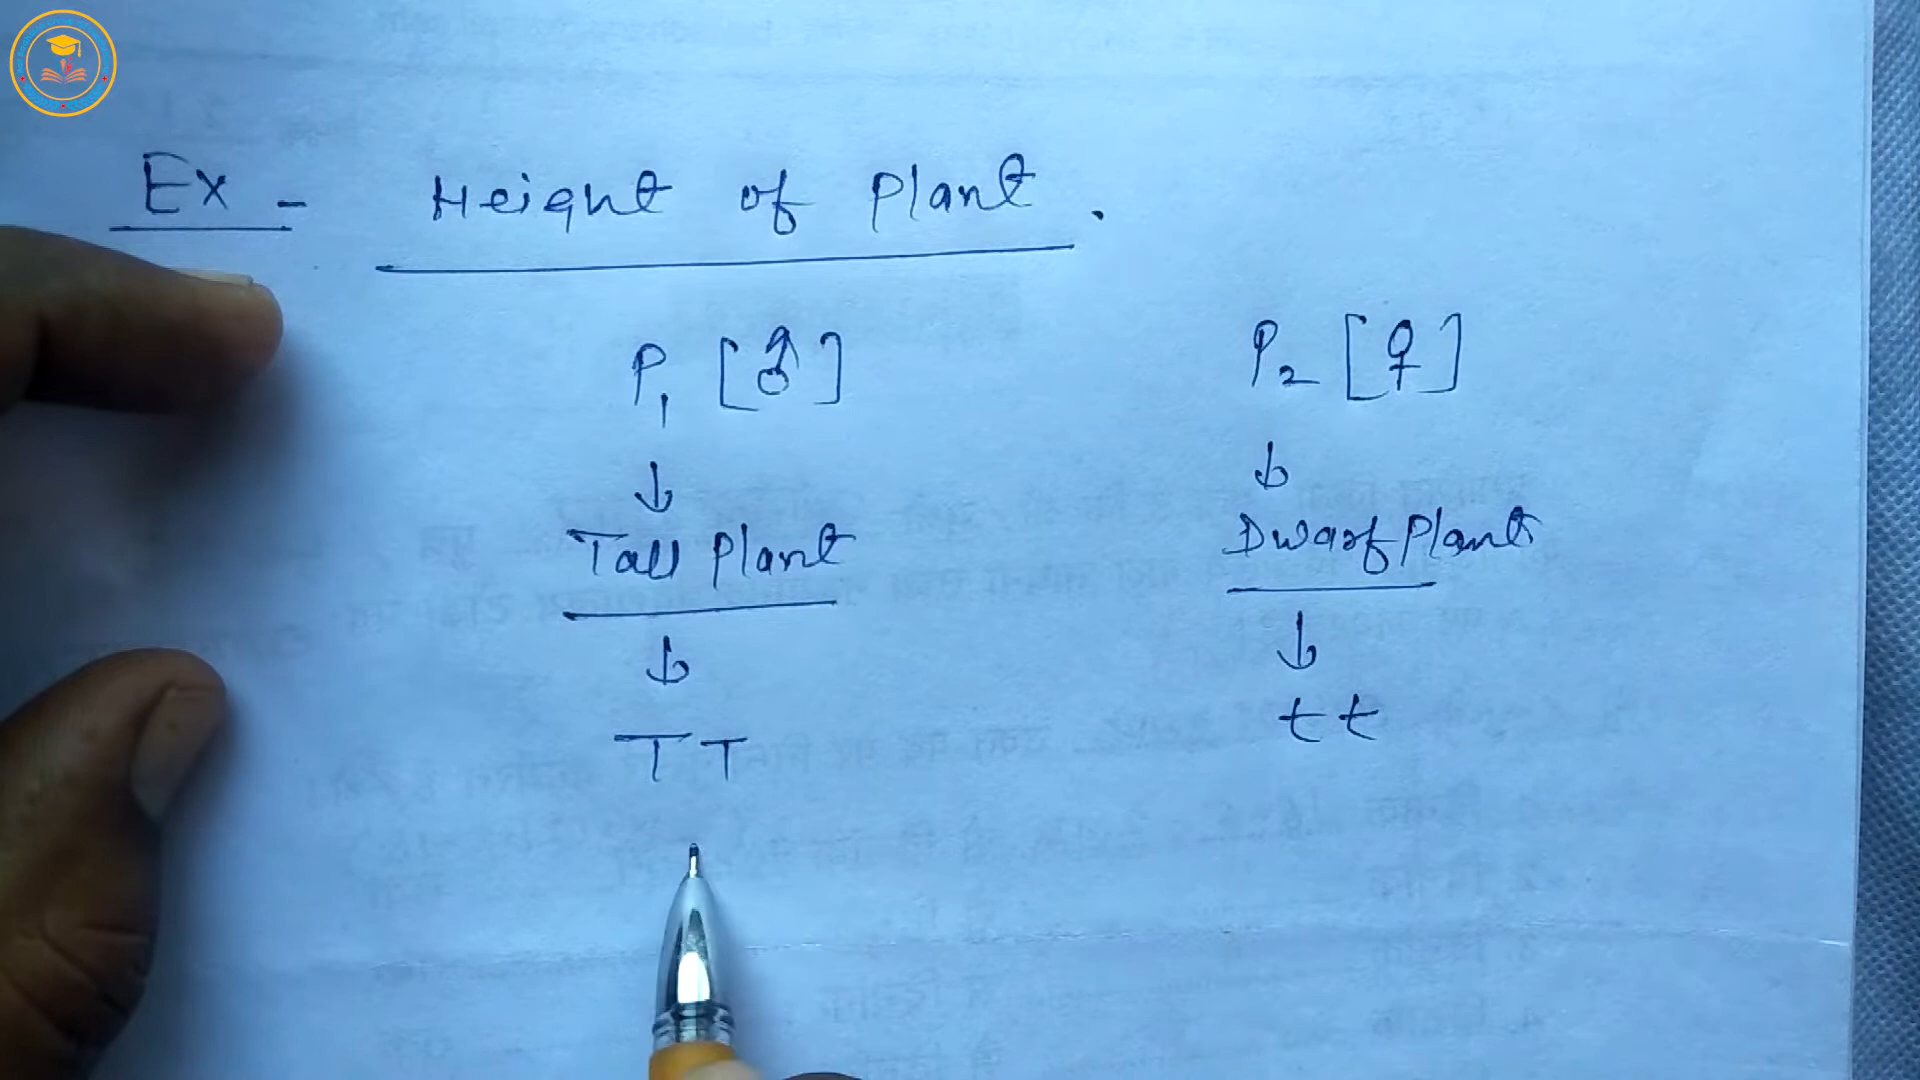 Ex - Height of Plant.
P1 [♂] P2 [♀]
↓ ↓
Tall Plant Dwarf Plant
↓ ↓
TT tt